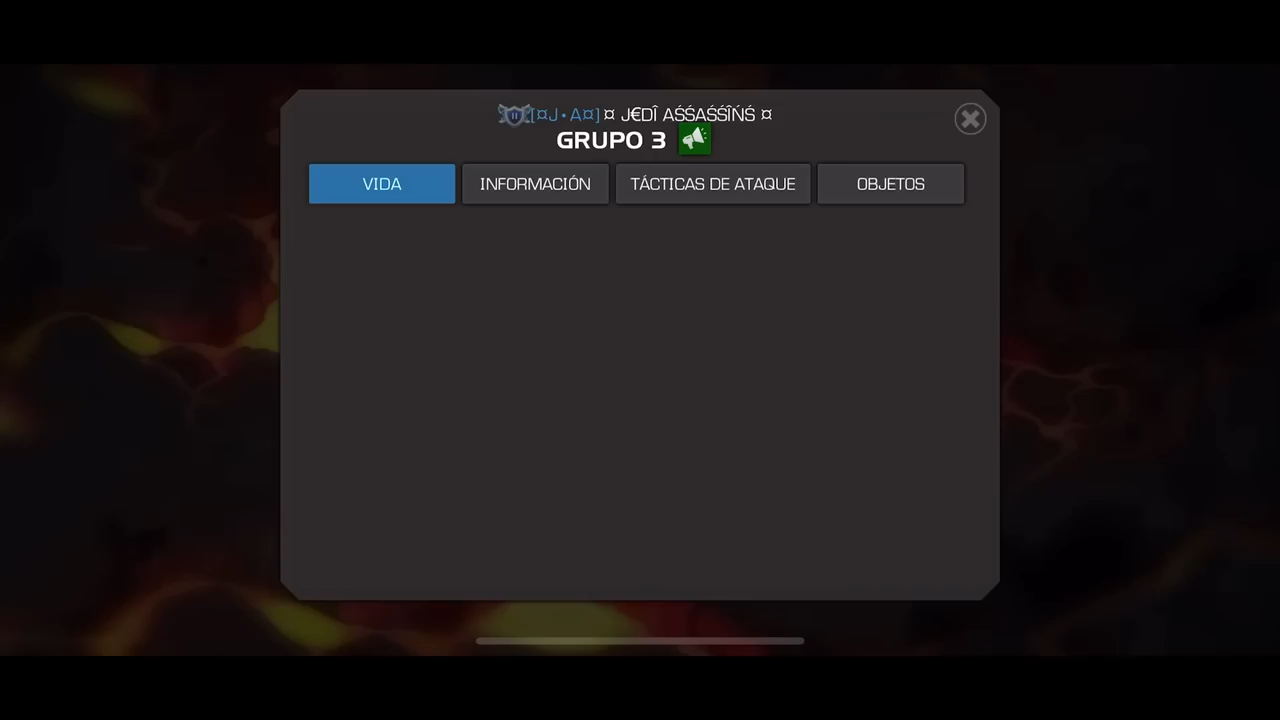 [¤J•A¤] ¤ J€DÎ AŚŚAŚŚÎŃŚ ¤
GRUPO 3
VIDA INFORMACIÓN TÁCTICAS DE ATAQUE OBJETOS